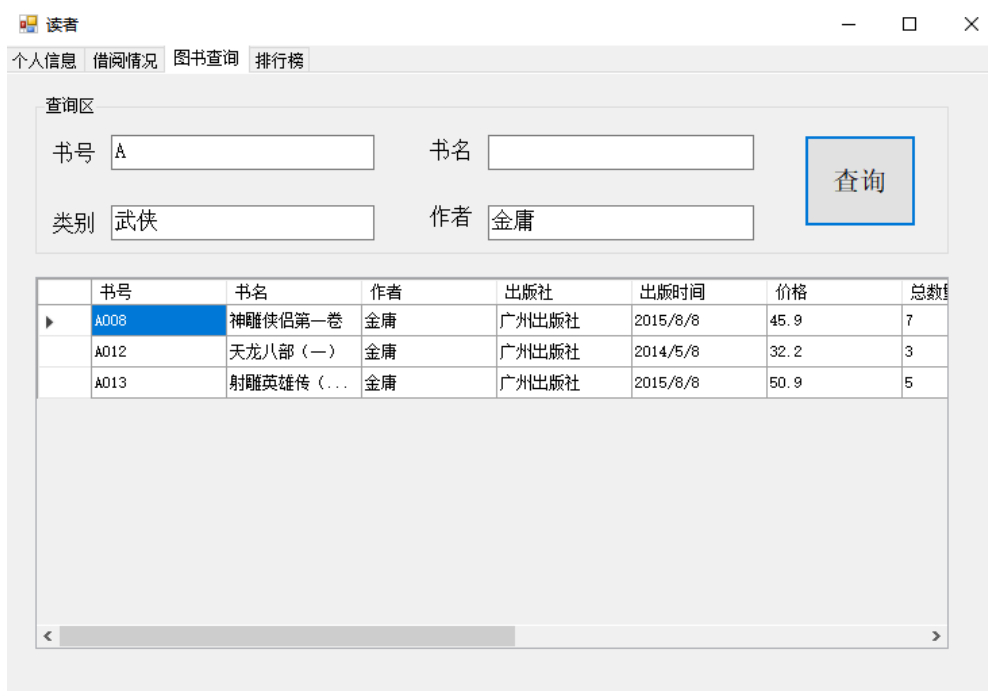 读者
个人信息 借阅情况 图书查询 排行榜
查询区
书号 A 书名
查询
类别 武侠 作者 金庸
书号 书名 作者 出版社 出版时间 价格 总数量
A008 神雕侠侣第一卷 金庸 广州出版社 2015/8/8 45.9 7
A012 天龙八部（一） 金庸 广州出版社 2014/5/8 32.2 3
A013 射雕英雄传（... 金庸 广州出版社 2015/8/8 50.9 5